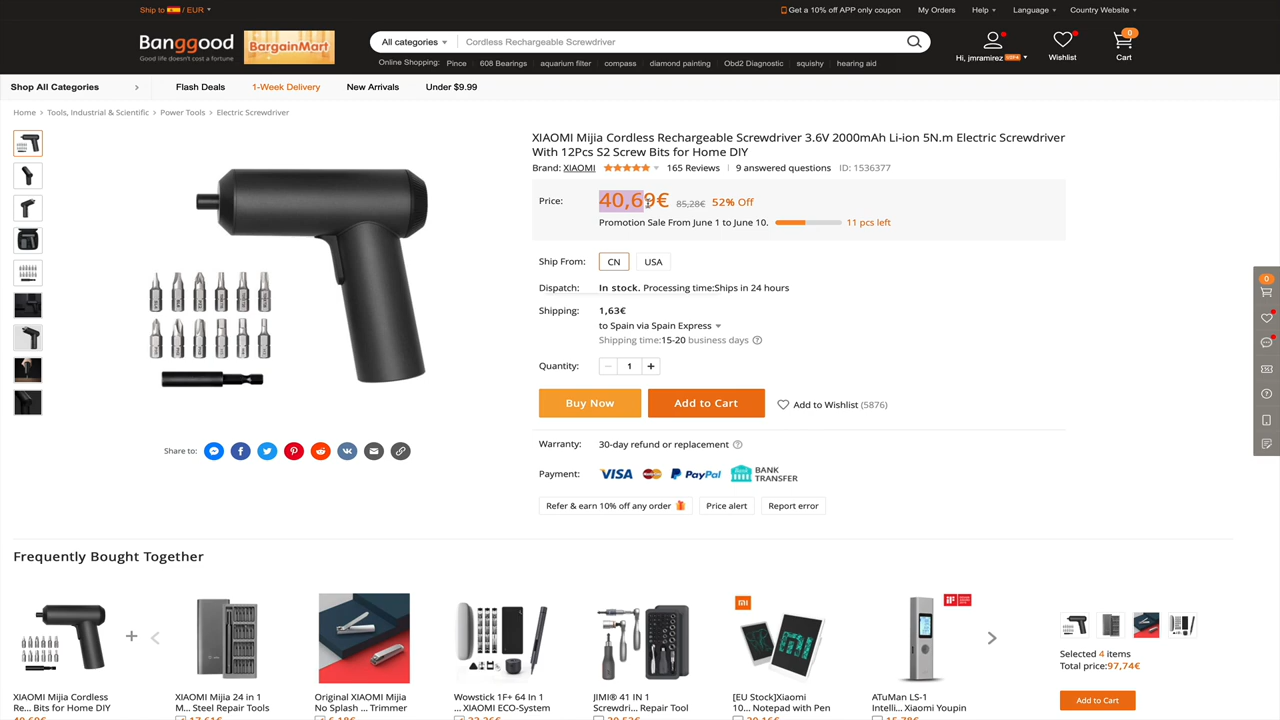 Ship to / EUR
Get a 10% off APP only coupon
My Orders
Help
Language
Country Website
Banggood
Good life doesn't cost a fortune
BargainMart
All categories
Cordless Rechargeable Screwdriver
Online Shopping: Pince 608 Bearings aquarium filter compass diamond painting Obd2 Diagnostic squishy hearing aid
Hi, jmramirez
Wishlist
0
Cart
Shop All Categories
Flash Deals
1-Week Delivery
New Arrivals
Under $9.99
Home > Tools, Industrial & Scientific > Power Tools > Electric Screwdriver
XIAOMI Mijia Cordless Rechargeable Screwdriver 3.6V 2000mAh Li-ion 5N.m Electric Screwdriver
With 12Pcs S2 Screw Bits for Home DIY
Brand: XIAOMI 165 Reviews 9 answered questions ID: 1536377
Price: 40,69€ 85,28€ 52% Off
Promotion Sale From June 1 to June 10. 11 pcs left
Ship From: CN USA
Dispatch: In stock. Processing time:Ships in 24 hours
Shipping: 1,63€
to Spain via Spain Express
Shipping time:15-20 business days
Quantity: 1
Buy Now
Add to Cart
Add to Wishlist (5876)
Warranty: 30-day refund or replacement
Payment: VISA PayPal BANK TRANSFER
Refer & earn 10% off any order
Price alert
Report error
Share to:
0
Frequently Bought Together
XIAOMI Mijia Cordless
Re... Bits for Home DIY
40,69€
XIAOMI Mijia 24 in 1
M... Steel Repair Tools
17,61€
Original XIAOMI Mijia
No Splash ... Trimmer
6,18€
Wowstick 1F+ 64 In 1
... XIAOMI ECO-System
JIMI® 41 IN 1
Screwdri... Repair Tool
[EU Stock]Xiaomi
10... Notepad with Pen
20,16€
ATuMan LS-1
Intelli... Xiaomi Youpin
15,78€
Selected 4 items
Total price:97,74€
Add to Cart